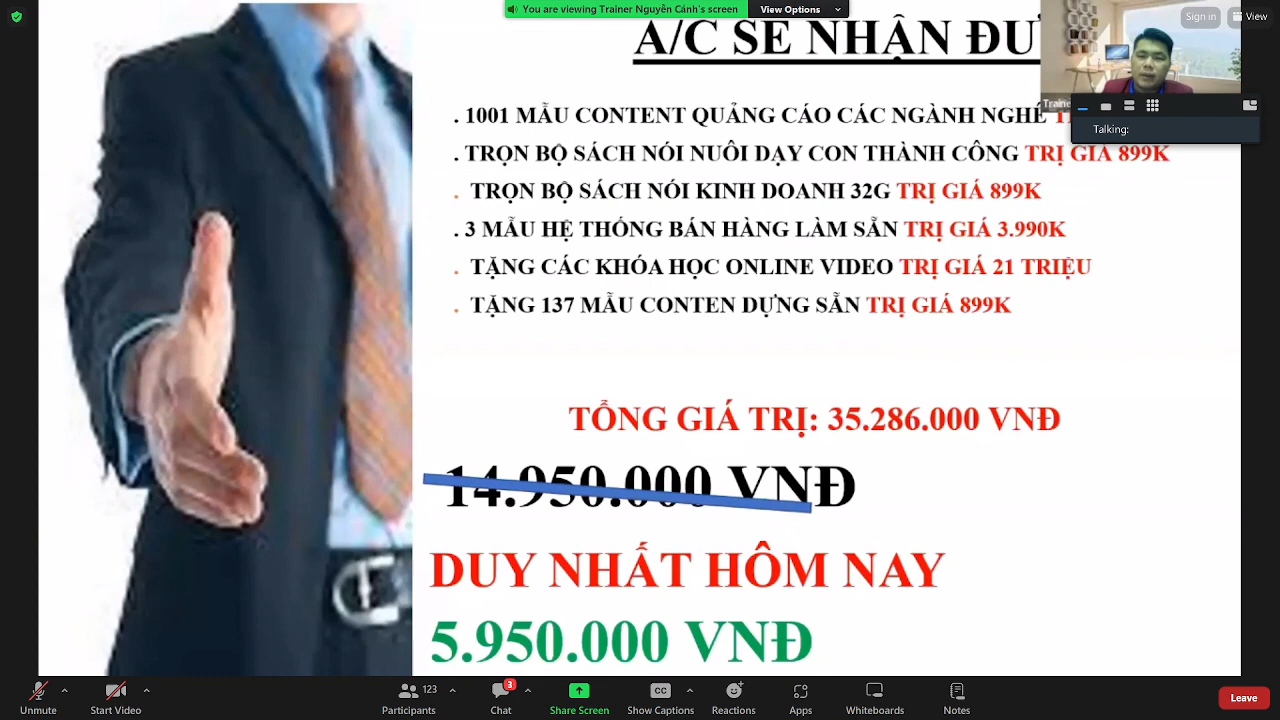 You are viewing Trainer Nguyễn Cảnh's screen
View Options
Sign in
View
A/C SẼ NHẬN
Talking:
. 1001 MẪU CONTENT QUẢNG CÁO CÁC NGÀNH NGHỀ
. TRỌN BỘ SÁCH NÓI NUÔI DẠY CON THÀNH CÔNG TRỊ GIÁ 899K
. TRỌN BỘ SÁCH NÓI KINH DOANH 32G TRỊ GIÁ 899K
. 3 MẪU HỆ THỐNG BÁN HÀNG LÀM SẴN TRỊ GIÁ 3.990K
. TẶNG CÁC KHÓA HỌC ONLINE VIDEO TRỊ GIÁ 21 TRIỆU
. TẶNG 137 MẪU CONTEN DỰNG SẴN TRỊ GIÁ 899K
TỔNG GIÁ TRỊ: 35.286.000 VNĐ
14.950.000 VNĐ
DUY NHẤT HÔM NAY
5.950.000 VNĐ
123
3
CC
Unmute
Start Video
Participants
Chat
Share Screen
Show Captions
Reactions
Apps
Whiteboards
Notes
Leave